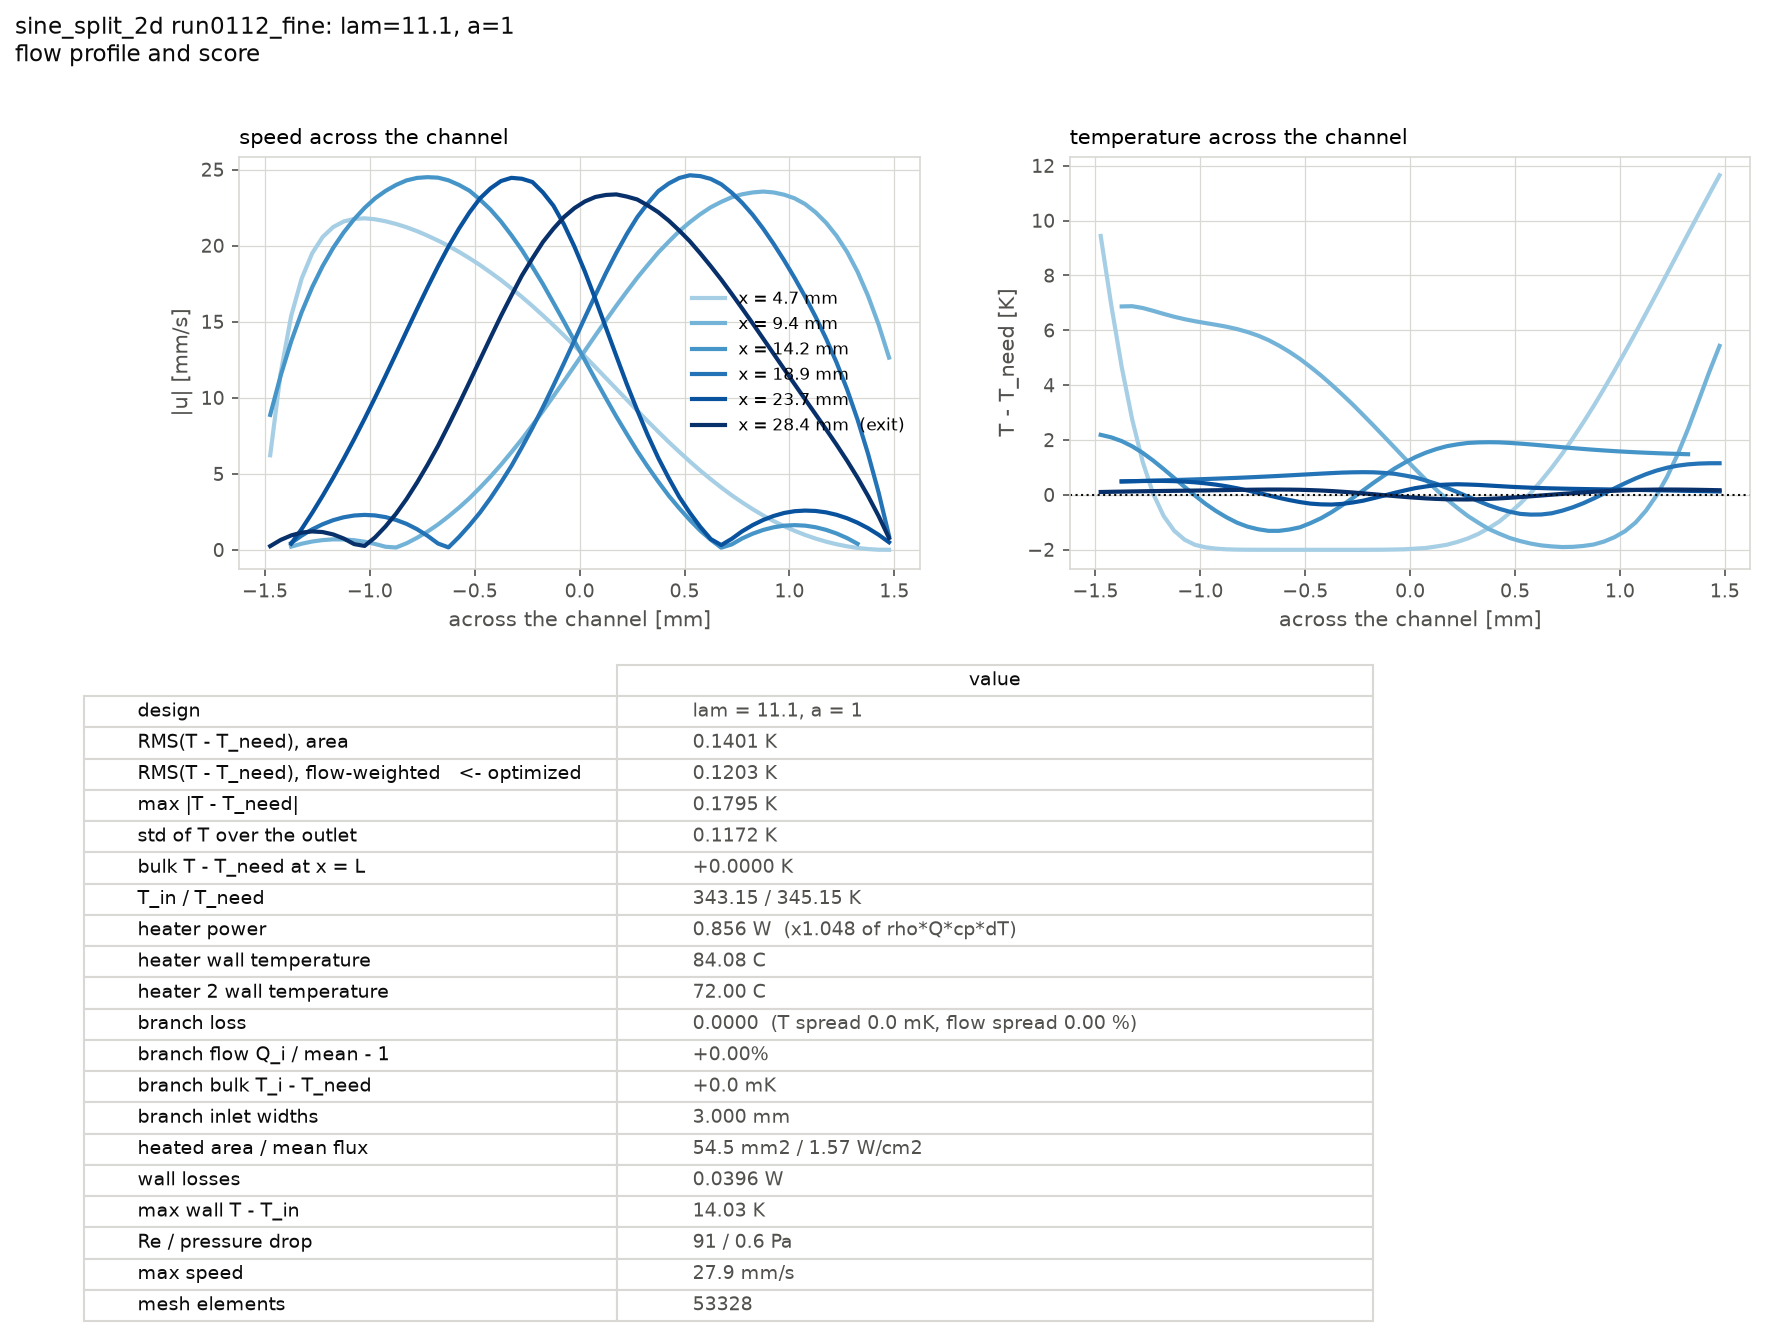 sine_split_2d run0112_fine: lam=11.1, a=1
flow profile and score
speed across the channel
25
20
15
10
5
0
|u| [mm/s]
x = 4.7 mm
x = 9.4 mm
x = 14.2 mm
x = 18.9 mm
x = 23.7 mm
x = 28.4 mm  (exit)
−1.5 −1.0 −0.5 0.0 0.5 1.0 1.5
across the channel [mm]
temperature across the channel
12
10
8
6
4
2
0
−2
T - T_need [K]
−1.5 −1.0 −0.5 0.0 0.5 1.0 1.5
across the channel [mm]
value
design lam = 11.1, a = 1
RMS(T - T_need), area 0.1401 K
RMS(T - T_need), flow-weighted   <- optimized 0.1203 K
max |T - T_need| 0.1795 K
std of T over the outlet 0.1172 K
bulk T - T_need at x = L +0.0000 K
T_in / T_need 343.15 / 345.15 K
heater power 0.856 W  (x1.048 of rho*Q*cp*dT)
heater wall temperature 84.08 C
heater 2 wall temperature 72.00 C
branch loss 0.0000  (T spread 0.0 mK, flow spread 0.00 %)
branch flow Q_i / mean - 1 +0.00%
branch bulk T_i - T_need +0.0 mK
branch inlet widths 3.000 mm
heated area / mean flux 54.5 mm2 / 1.57 W/cm2
wall losses 0.0396 W
max wall T - T_in 14.03 K
Re / pressure drop 91 / 0.6 Pa
max speed 27.9 mm/s
mesh elements 53328